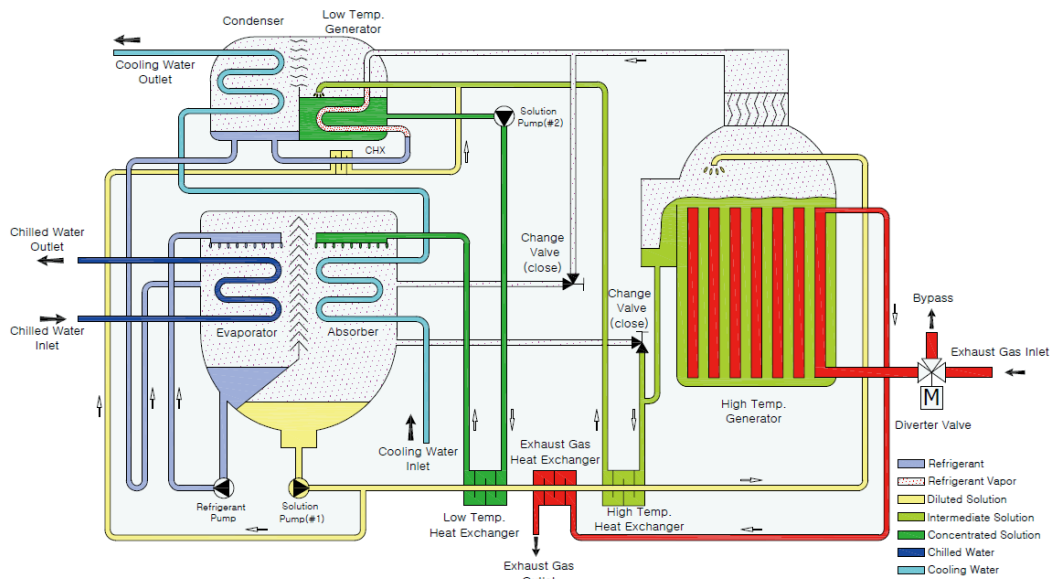 Condenser
Low Temp.
Generator
Cooling Water
Outlet
Solution
Pump(#2)
CHX
Chilled Water
Outlet
Change
Valve
(close)
Change
Valve
(close)
Bypass
Chilled Water
Inlet
Evaporator
Absorber
Exhaust Gas Inlet
M
High Temp.
Generator
Diverter Valve
Cooling Water
Inlet
Exhaust Gas
Heat Exchanger
Refrigerant
Pump
Solution
Pump(#1)
Low Temp.
Heat Exchanger
High Temp.
Heat Exchanger
Exhaust Gas
Refrigerant
Refrigerant Vapor
Diluted Solution
Intermediate Solution
Concentrated Solution
Chilled Water
Cooling Water